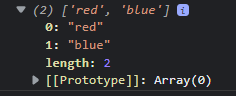 ▼ (2) ['red', 'blue'] i
0: "red"
1: "blue"
length: 2
▶ [[Prototype]]: Array(0)